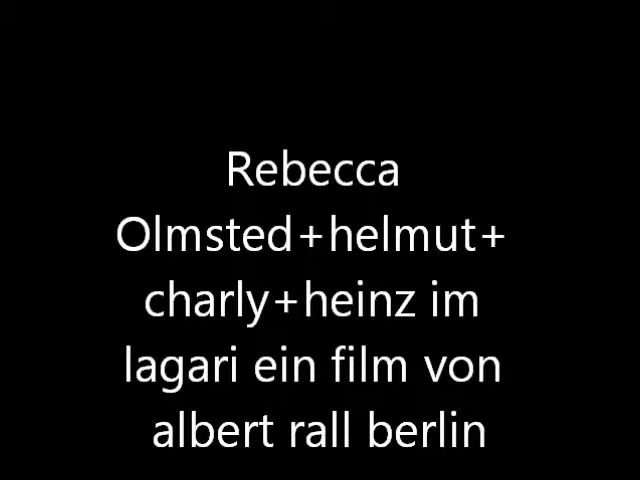 Rebecca
Olmsted+helmut+
charly+heinz im
lagari ein film von
albert rall berlin